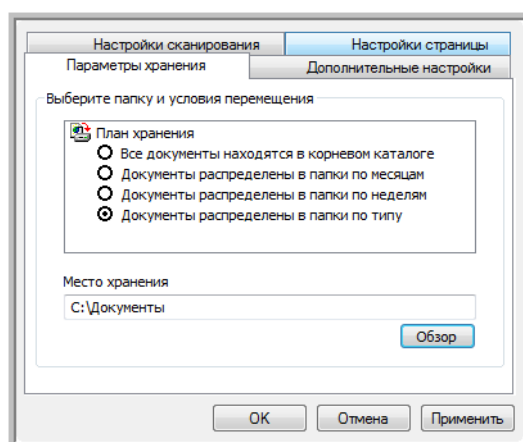 Настройки сканирования
Настройки страницы
Параметры хранения
Дополнительные настройки
Выберите папку и условия перемещения
План хранения
Все документы находятся в корневом каталоге
Документы распределены в папки по месяцам
Документы распределены в папки по неделям
Документы распределены в папки по типу
Место хранения
C:\Документы
Обзор
OK
Отмена
Применить